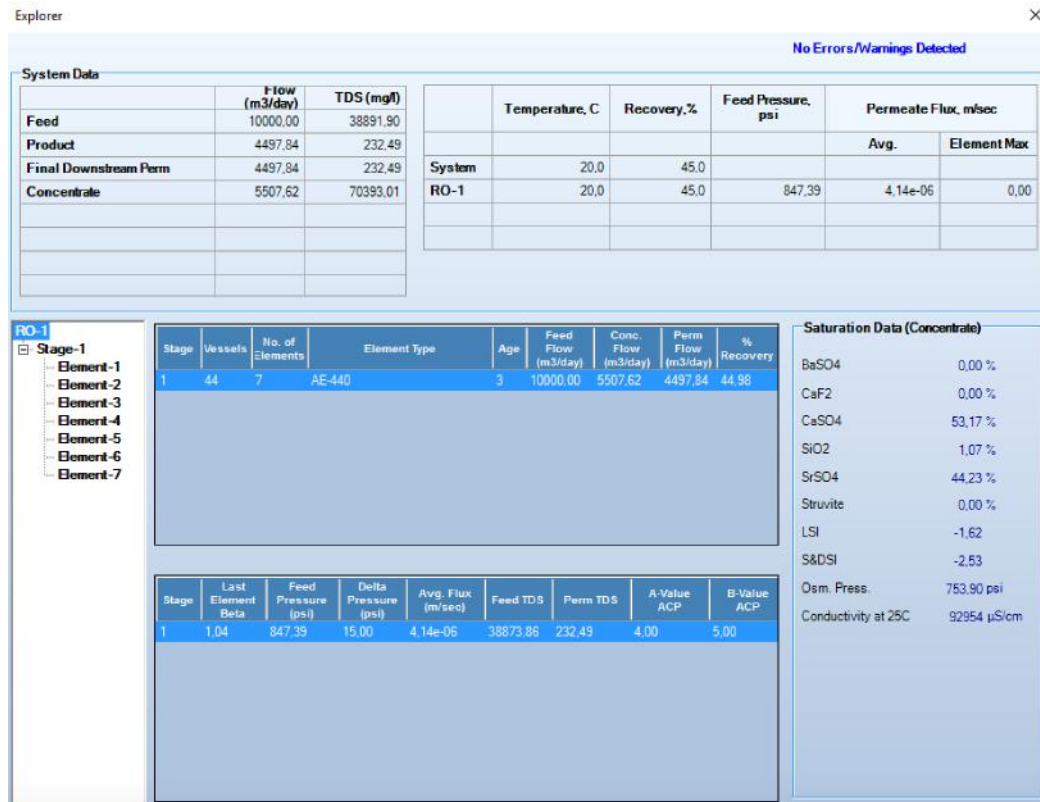 Explorer
No Errors/Warnings Detected
System Data
Flow (m3/day) TDS (mg/l)
Feed 10000,00 38891,90
Product 4497,84 232,49
Final Downstream Perm 4497,84 232,49
Concentrate 5507,62 70393,01
Temperature, C Recovery,% Feed Pressure, psi Permeate Flux, m/sec
Avg. Element Max
System 20,0 45,0
RO-1 20,0 45,0 847,39 4,14e-06 0,00
RO-1
Stage-1
Element-1
Element-2
Element-3
Element-4
Element-5
Element-6
Element-7
Stage Vessels No. of Elements Element Type Age Feed Flow (m3/day) Conc. Flow (m3/day) Perm Flow (m3/day) % Recovery
1 44 7 AE-440 3 10000,00 5507,62 4497,84 44,98
Stage Last Element Beta Feed Pressure (psi) Delta Pressure (psi) Avg. Flux (m/sec) Feed TDS Perm TDS A-Value ACP B-Value ACP
1 1,04 847,39 15,00 4,14e-06 38873,86 232,49 4,00 5,00
Saturation Data (Concentrate)
BaSO4 0,00 %
CaF2 0,00 %
CaSO4 53,17 %
SiO2 1,07 %
SrSO4 44,23 %
Struvite 0,00 %
LSI -1,62
S&DSI -2,53
Osm. Press. 753,90 psi
Conductivity at 25C 92954 µS/cm